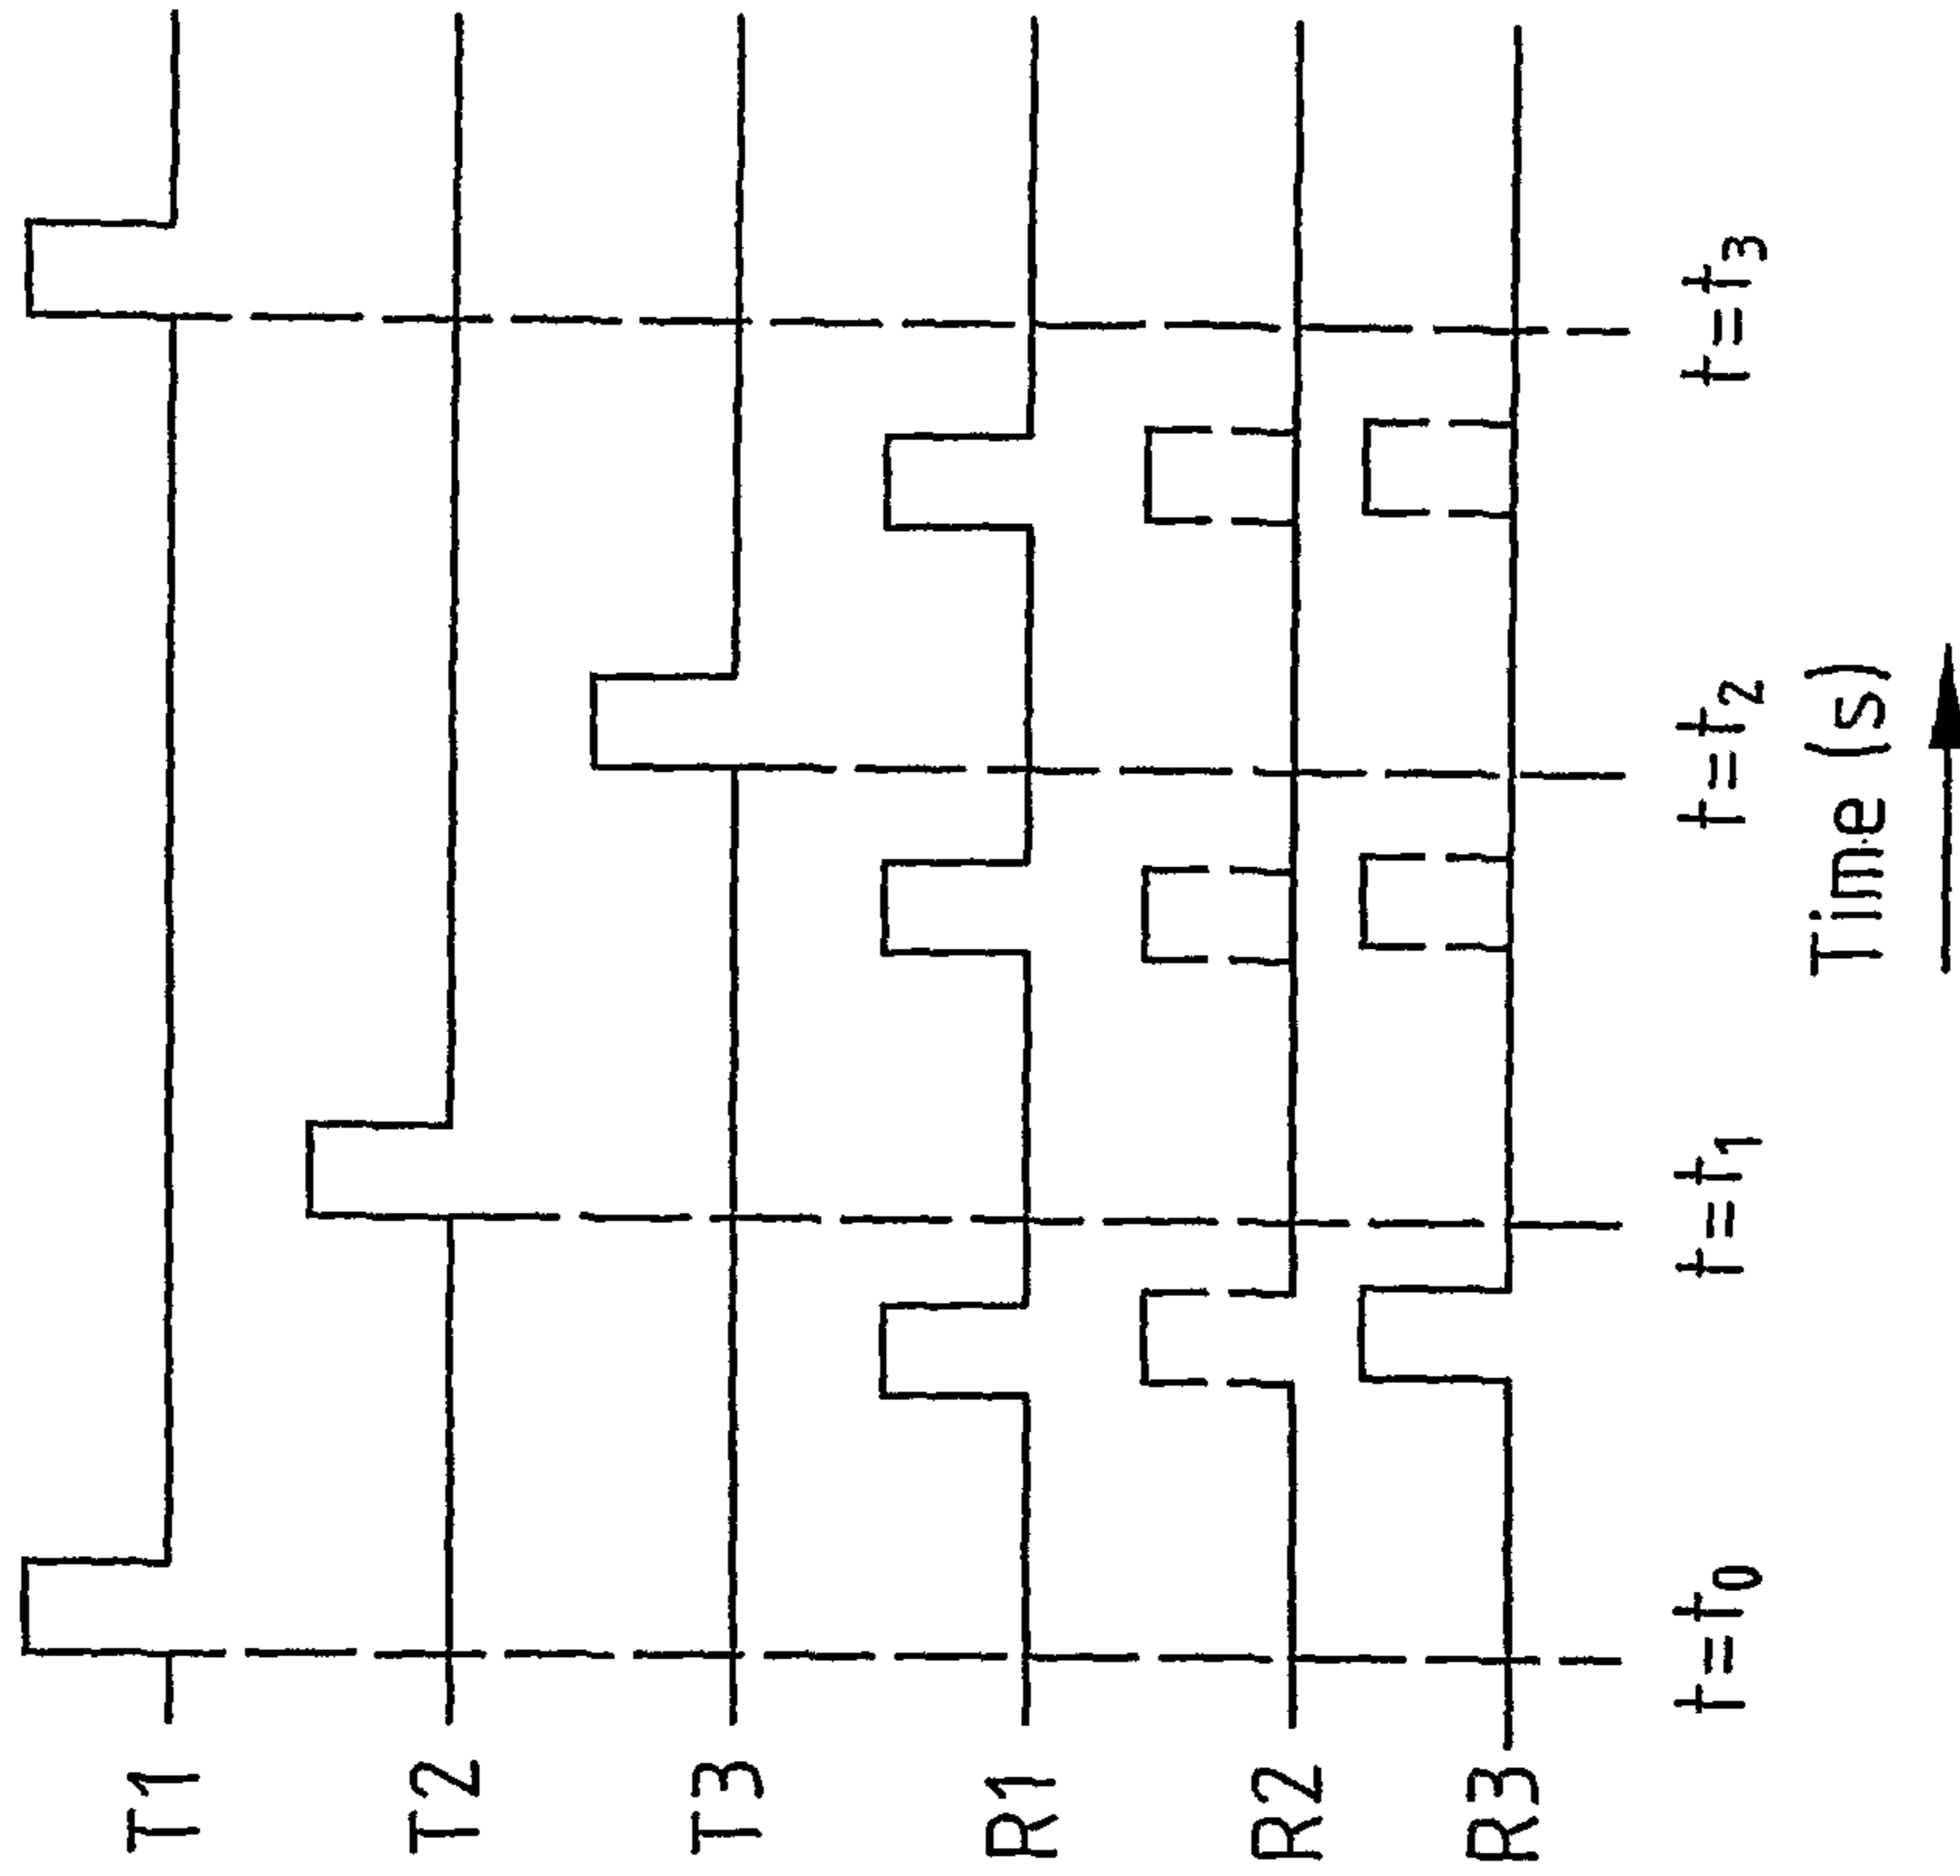 T1
T2
T3
R1
R2
R3
t=t₀ t=t₁ t=t₂ t=t₃
Time (s)